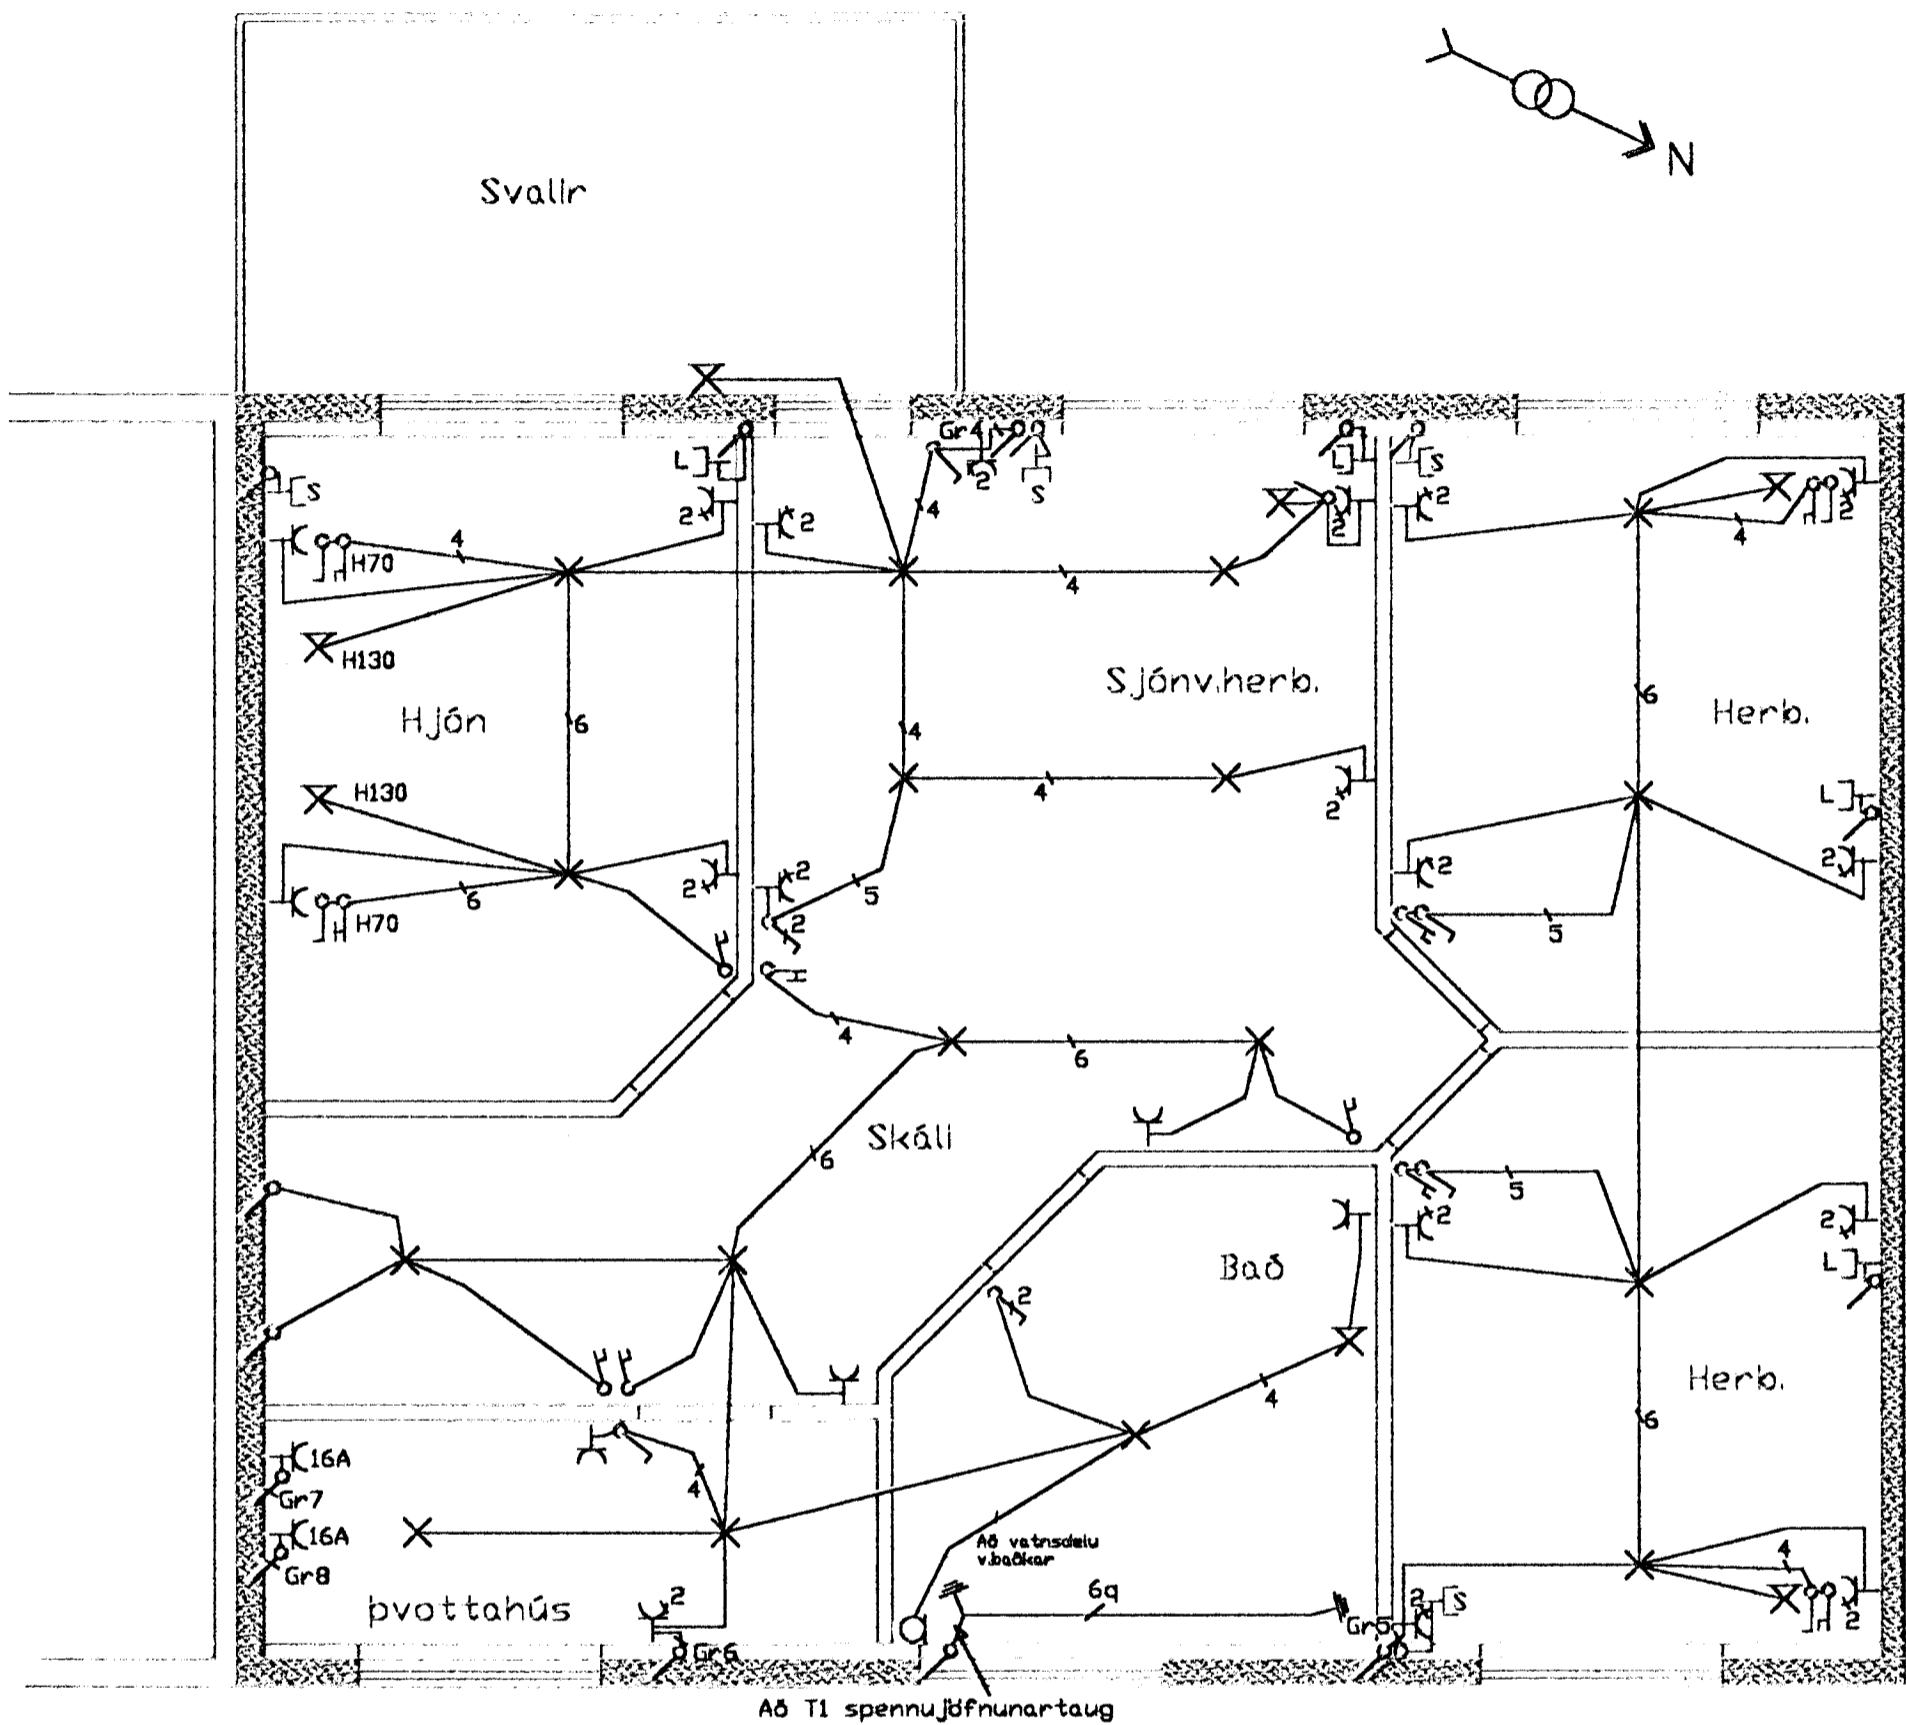 N
Svalir
Gr4
L
2
S
L
S
S
2
2
2
2
2
4
4
H70
4
4
H130
Sjónv.herb.
6
Herb.
Hjón
6
4
H130
4
2
L
2
2
2
2
6
5
H70
2
5
4
6
Skáli
6
5
2
2
Bað
L
2
4
Herb.
6
16A
Gr7
4
16A
Gr8
Að vatnsdælu
v.baðkar
4
6q
þvottahús
2
Gr6
Gr5
2
S
2
Að T1 spennujöfnunartaug